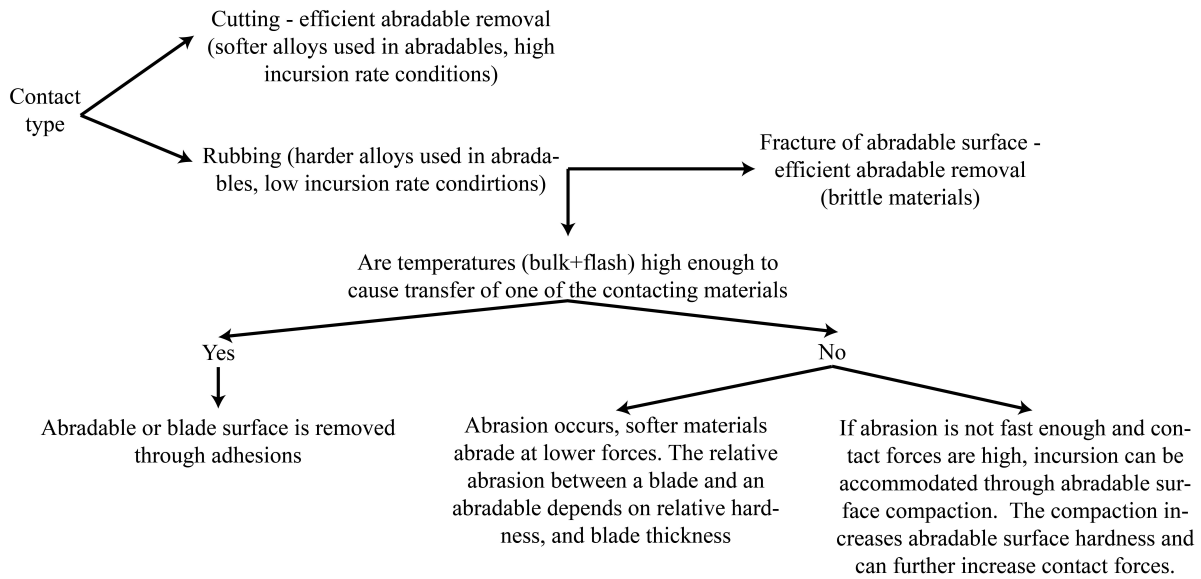 Cutting - efficient abradable removal
(softer alloys used in abradables, high
incursion rate conditions)
Contact
type
Rubbing (harder alloys used in abrada-
bles, low incursion rate condirtions)
Fracture of abradable surface -
efficient abradable removal
(brittle materials)
Are temperatures (bulk+flash) high enough to
cause transfer of one of the contacting materials
Yes
No
Abradable or blade surface is removed
through adhesions
Abrasion occurs, softer materials
abrade at lower forces. The relative
abrasion between a blade and an
abradable depends on relative hard-
ness, and blade thickness
If abrasion is not fast enough and con-
tact forces are high, incursion can be
accommodated through abradable sur-
face compaction.  The compaction in-
creases abradable surface hardness and
can further increase contact forces.